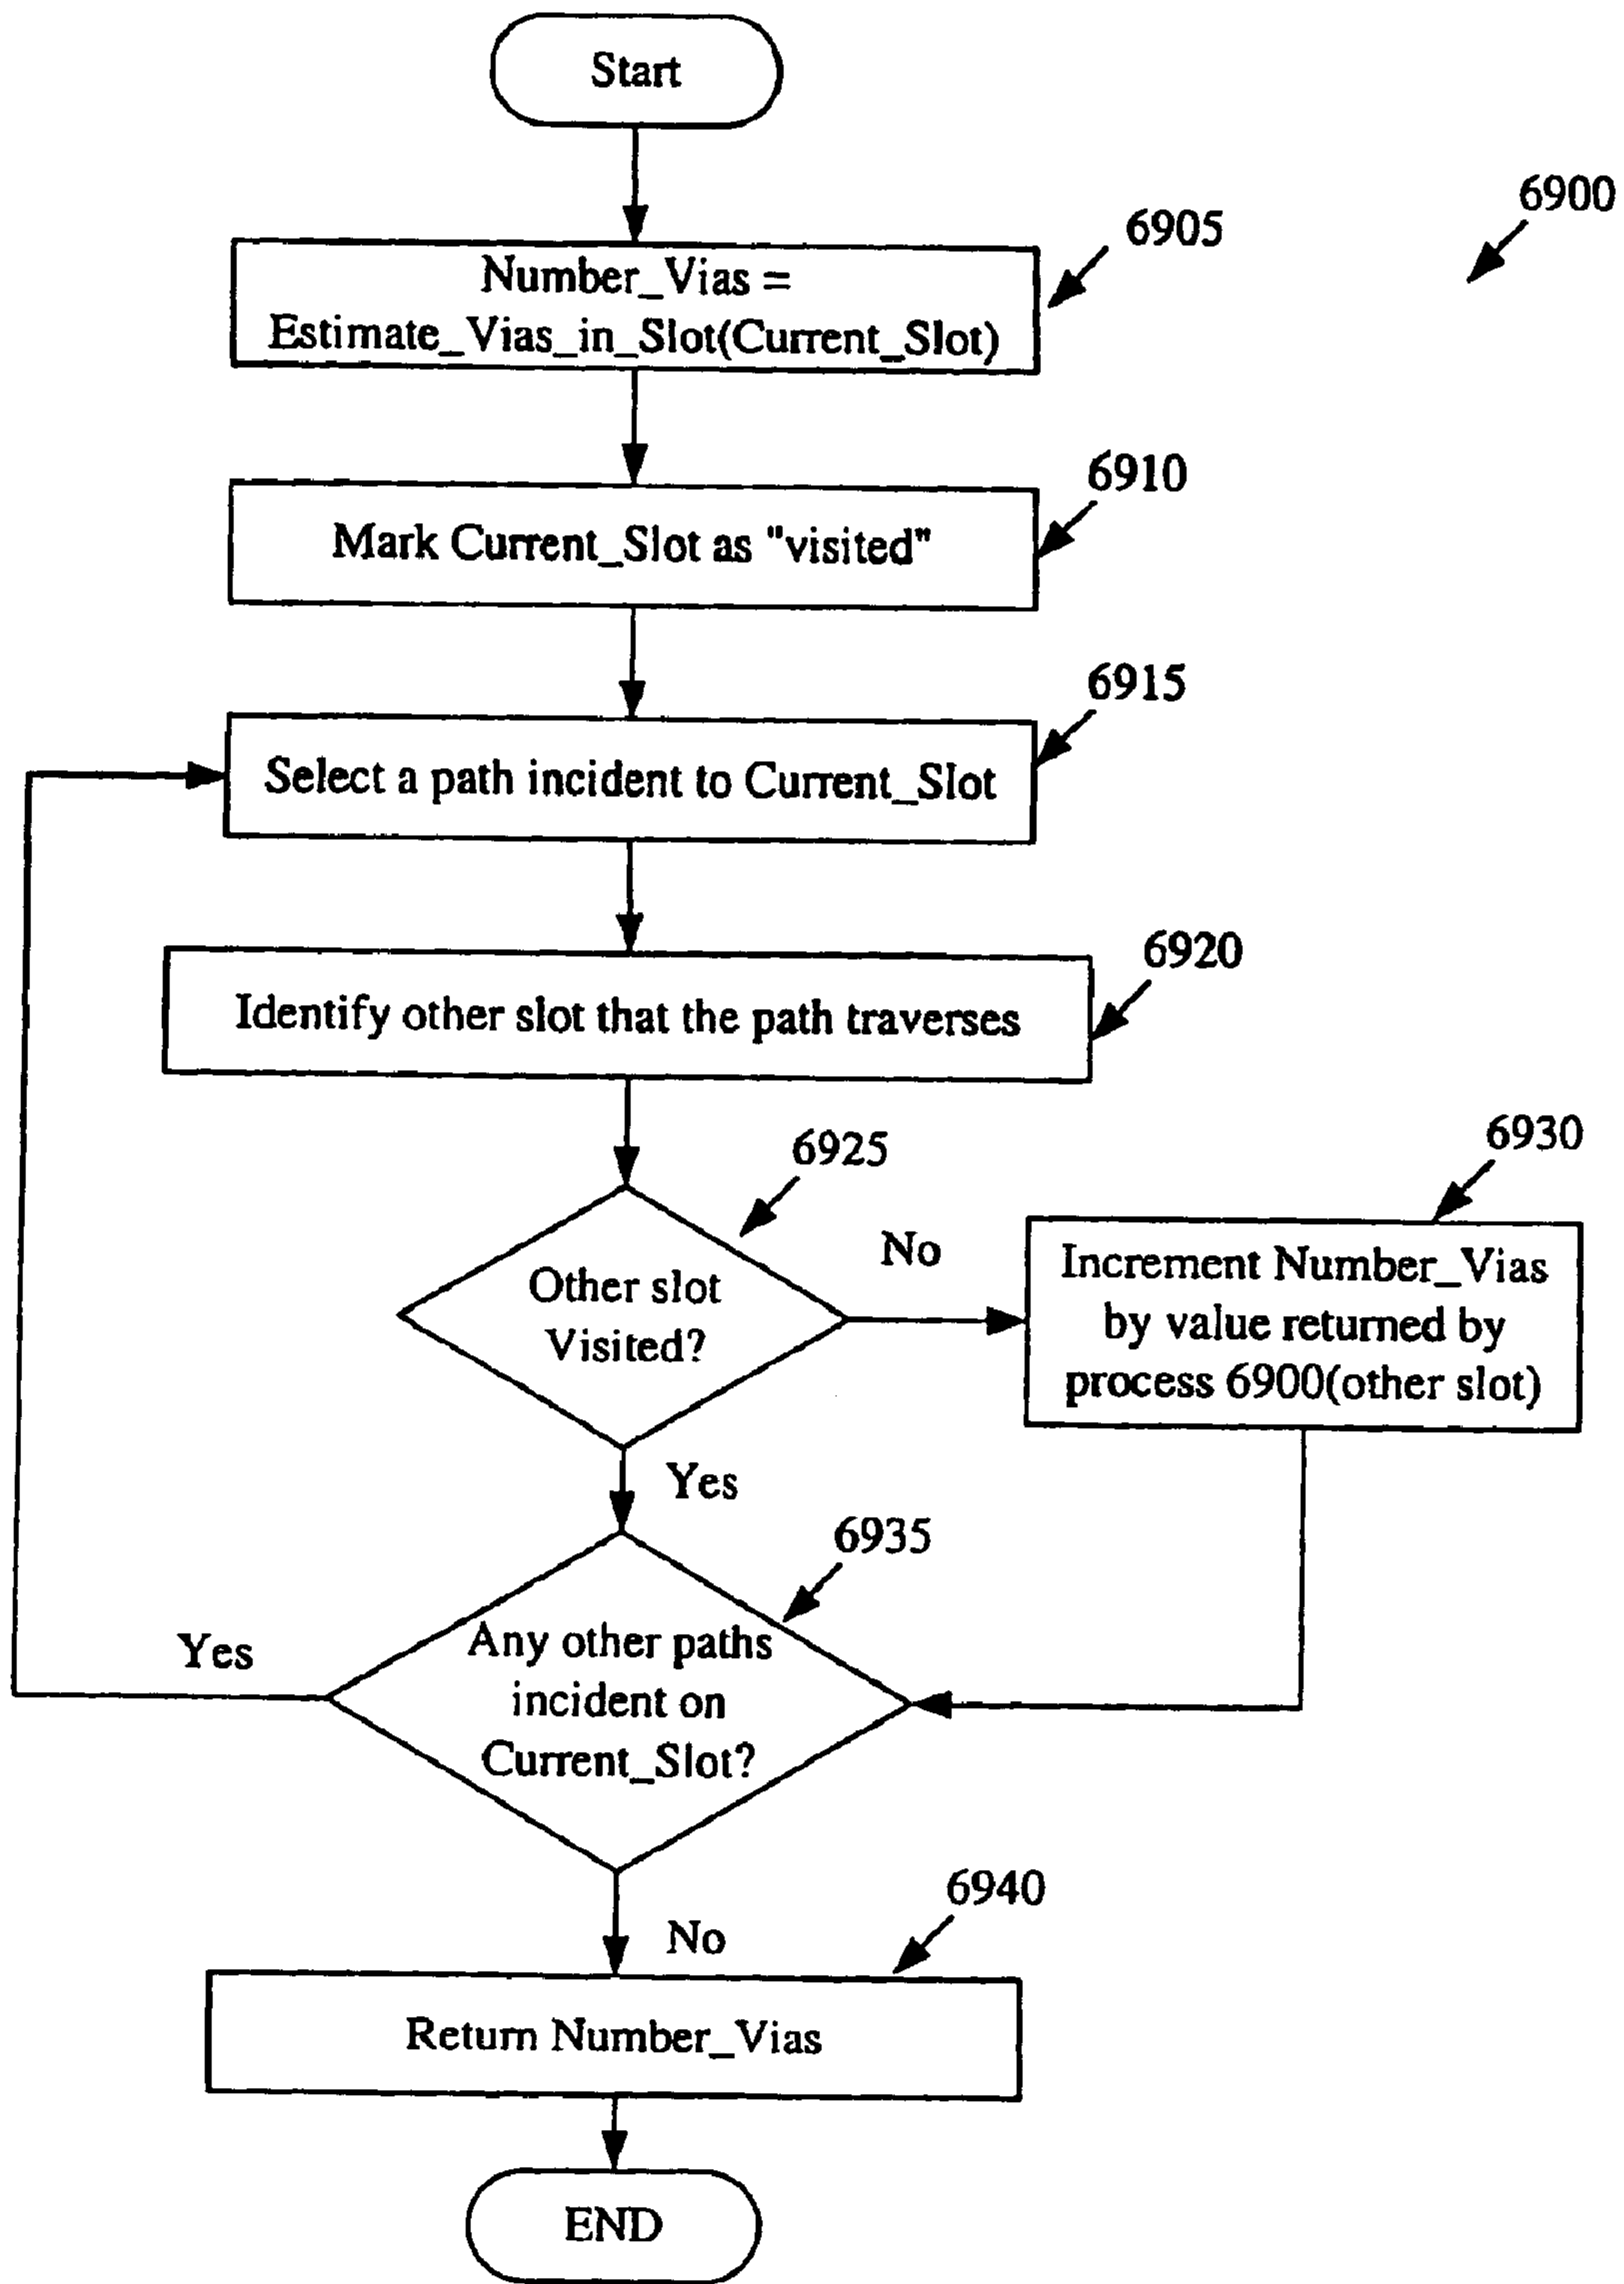 Start
6900
6905
Number_Vias =
Estimate_Vias_in_Slot(Current_Slot)
6910
Mark Current_Slot as "visited"
6915
Select a path incident to Current_Slot
6920
Identify other slot that the path traverses
6925
6930
No
Other slot
Visited?
Increment Number_Vias
by value returned by
process 6900(other slot)
Yes
6935
Yes
Any other paths
incident on
Current_Slot?
6940
No
Return Number_Vias
END